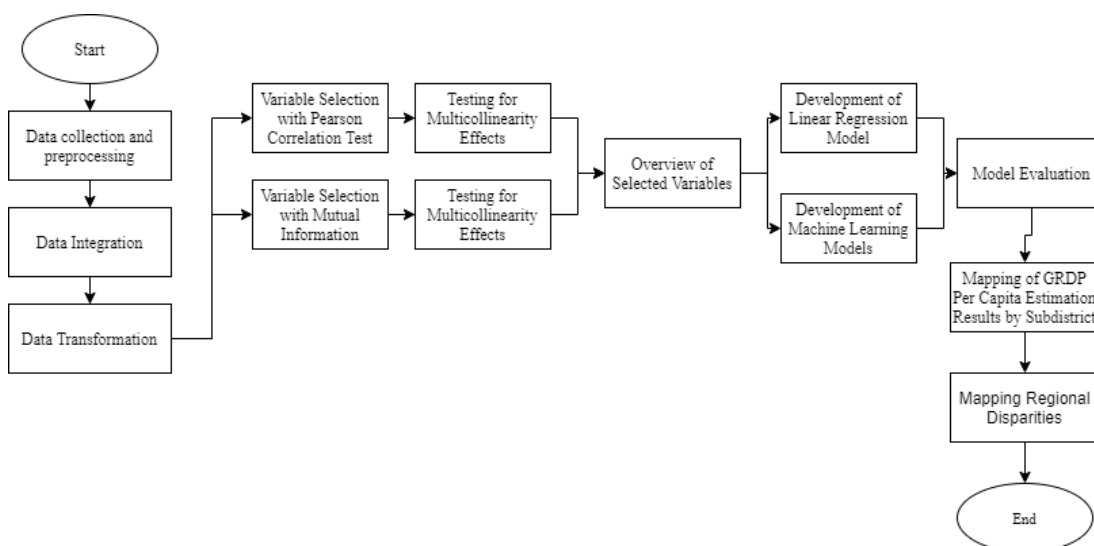 Start
Data collection and
preprocessing
Data Integration
Data Transformation
Variable Selection
with Pearson
Correlation Test
Testing for
Multicollinearity
Effects
Variable Selection
with Mutual
Information
Testing for
Multicollinearity
Effects
Overview of
Selected Variables
Development of
Linear Regression
Model
Development of
Machine Learning
Models
Model Evaluation
Mapping of GRDP
Per Capita Estimation
Results by Subdistrict
Mapping Regional
Disparities
End